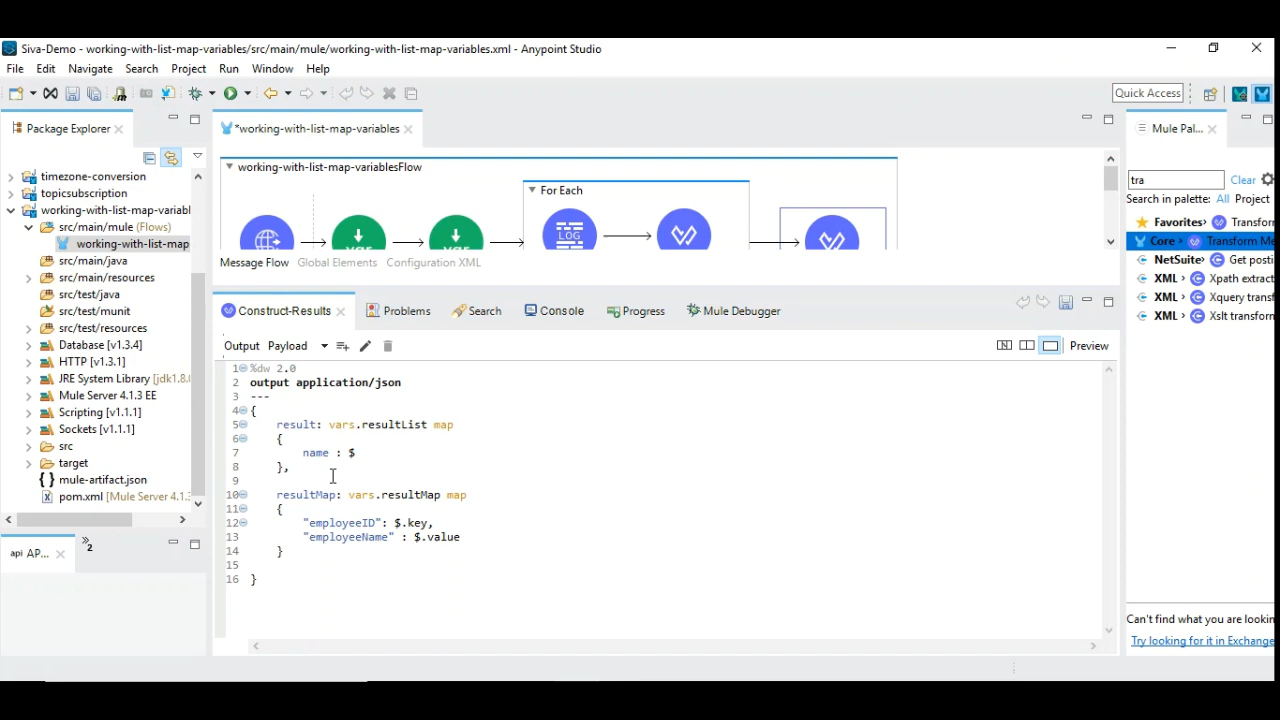 Siva-Demo - working-with-list-map-variables/src/main/mule/working-with-list-map-variables.xml - Anypoint Studio
File Edit Navigate Search Project Run Window Help
Quick Access
Package Explorer
*working-with-list-map-variables
Mule Pal...
timezone-conversion
topicsubscription
working-with-list-map-variabl
src/main/mule (Flows)
working-with-list-map
src/main/java
src/main/resources
src/test/java
src/test/munit
src/test/resources
Database [v1.3.4]
HTTP [v1.3.1]
JRE System Library [jdk1.8.0
Mule Server 4.1.3 EE
Scripting [v1.1.1]
Sockets [v1.1.1]
src
target
mule-artifact.json
pom.xml [Mule Server 4.1.3
api AP...
»2
working-with-list-map-variablesFlow
For Each
LOG
var
var
Message Flow Global Elements Configuration XML
Construct-Results Problems Search Console Progress Mule Debugger
Output Payload
Preview
1 %dw 2.0
2 output application/json
3 ---
4 {
5 result: vars.resultList map
6 {
7 name : $
8 },
9
10 resultMap: vars.resultMap map
11 {
12 "employeeID": $.key,
13 "employeeName" : $.value
14 }
15
16 }
tra
Clear
Search in palette: All Project
Favorites› Transforr
Core › Transform Me
NetSuite› Get posti
XML › Xpath extract
XML › Xquery transf
XML › Xslt transform
Can't find what you are lookin
Try looking for it in Exchange